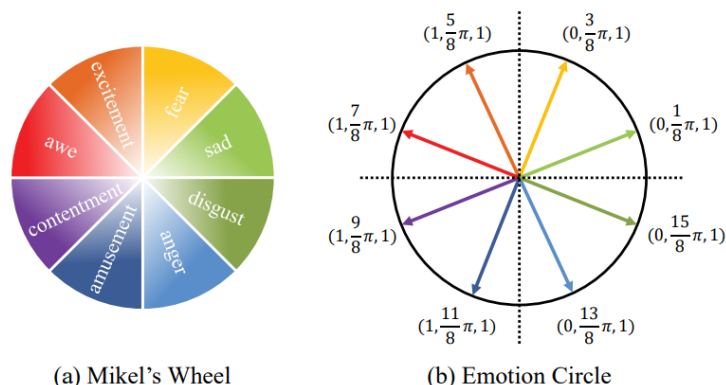 excitement
fear
awe
sad
contentment
disgust
amusement
anger
(a) Mikel's Wheel
(1, 5/8 π, 1)
(0, 3/8 π, 1)
(1, 7/8 π, 1)
(0, 1/8 π, 1)
(1, 9/8 π, 1)
(0, 15/8 π, 1)
(1, 11/8 π, 1)
(0, 13/8 π, 1)
(b) Emotion Circle